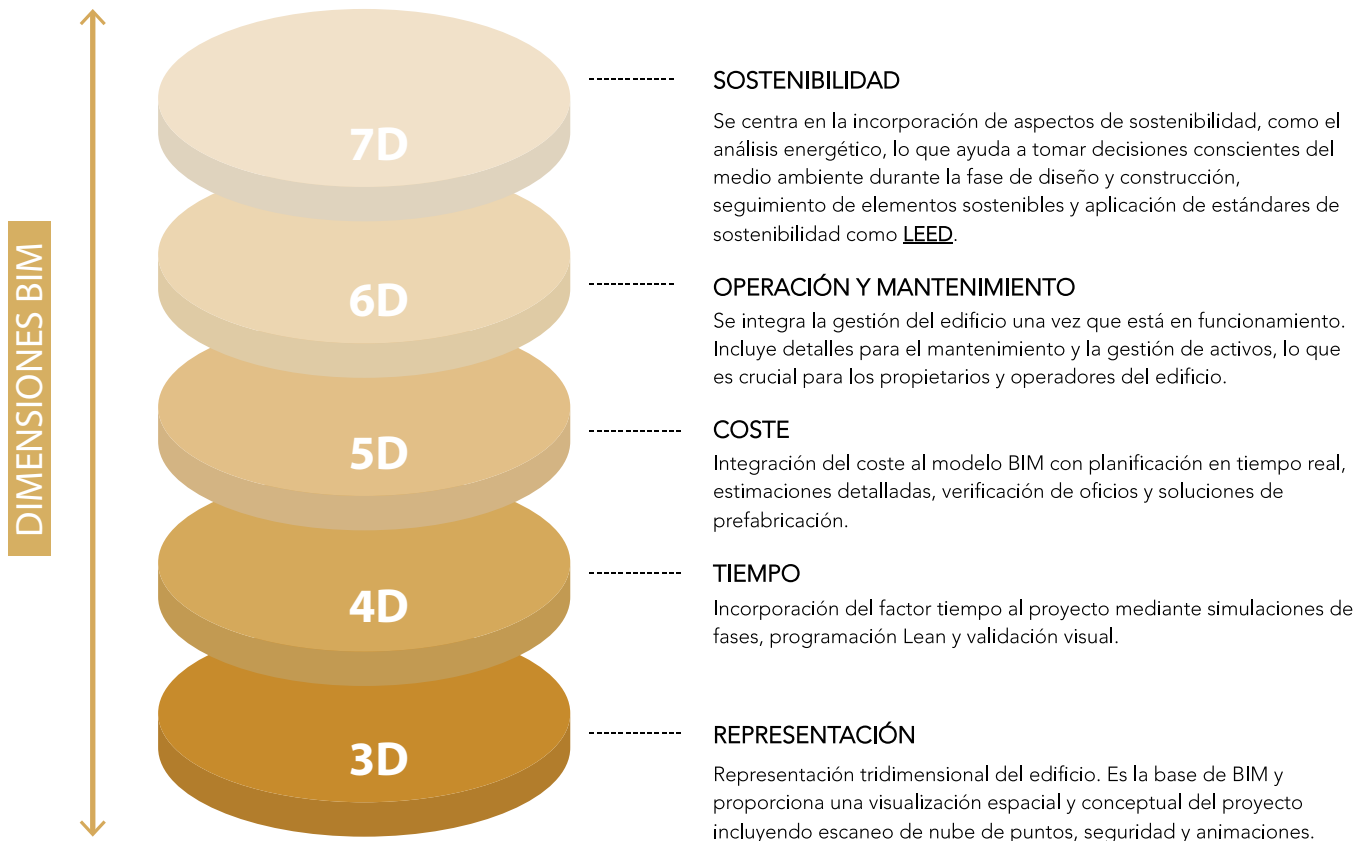 DIMENSIONES BIM
7D
SOSTENIBILIDAD
Se centra en la incorporación de aspectos de sostenibilidad, como el
análisis energético, lo que ayuda a tomar decisiones conscientes del
medio ambiente durante la fase de diseño y construcción,
seguimiento de elementos sostenibles y aplicación de estándares de
sostenibilidad como LEED.
6D
OPERACIÓN Y MANTENIMIENTO
Se integra la gestión del edificio una vez que está en funcionamiento.
Incluye detalles para el mantenimiento y la gestión de activos, lo que
es crucial para los propietarios y operadores del edificio.
5D
COSTE
Integración del coste al modelo BIM con planificación en tiempo real,
estimaciones detalladas, verificación de oficios y soluciones de
prefabricación.
4D
TIEMPO
Incorporación del factor tiempo al proyecto mediante simulaciones de
fases, programación Lean y validación visual.
3D
REPRESENTACIÓN
Representación tridimensional del edificio. Es la base de BIM y
proporciona una visualización espacial y conceptual del proyecto
incluyendo escaneo de nube de puntos, seguridad y animaciones.